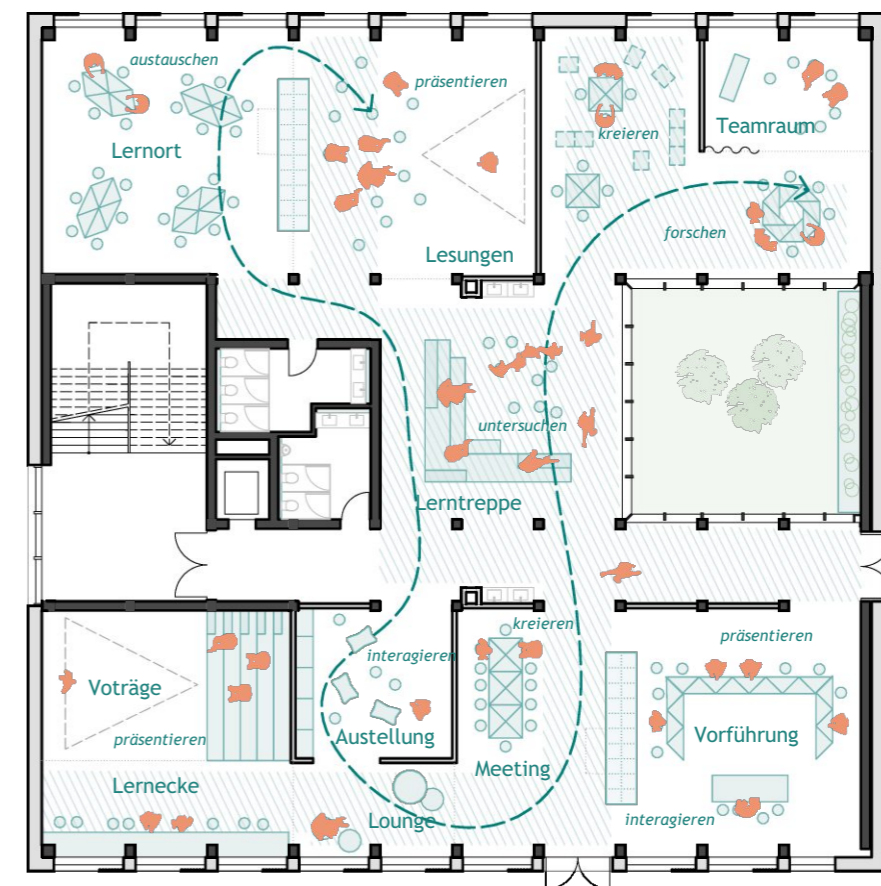 austauschen
präsentieren
Lernort
Lesungen
kreieren
Teamraum
forschen
untersuchen
Lerntreppe
Voträge
präsentieren
Lernecke
interagieren
Austellung
Lounge
kreieren
Meeting
präsentieren
Vorführung
interagieren